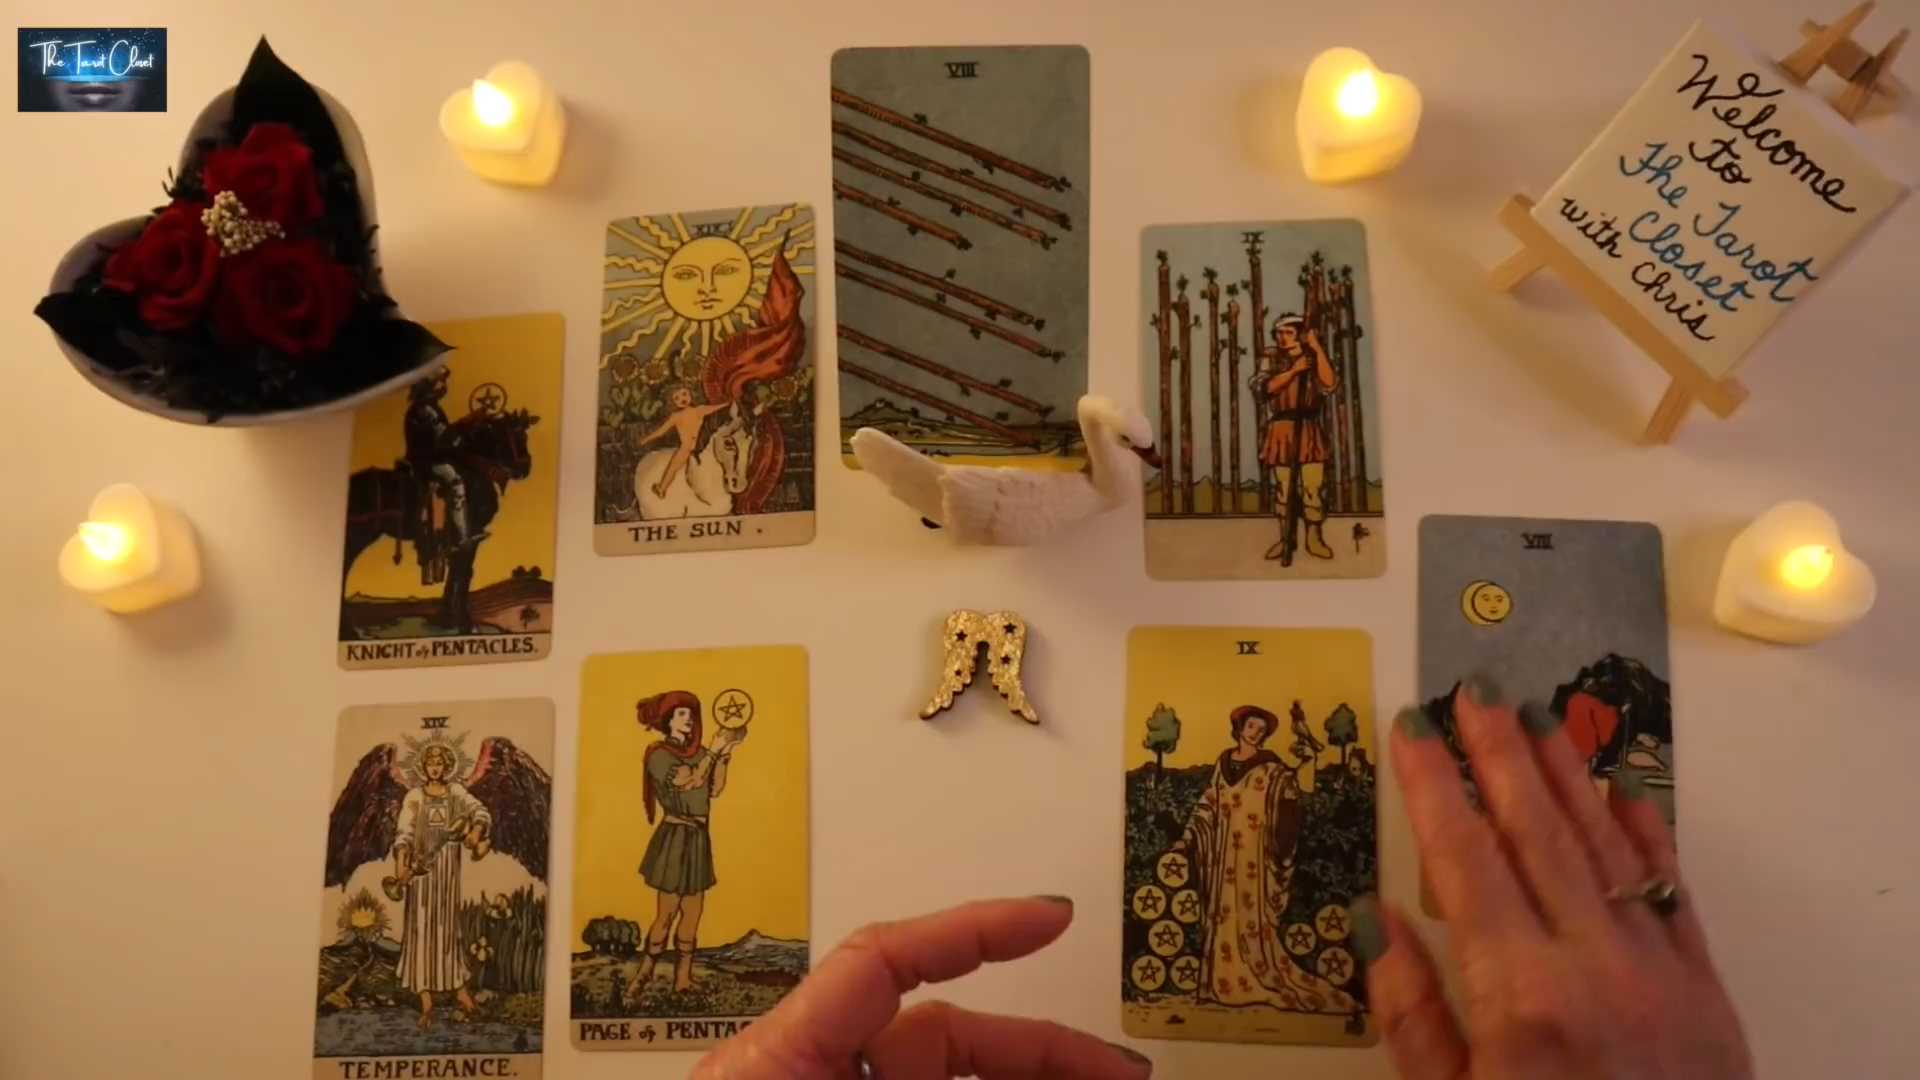 The Tarot Closet
VIII
Welcome
to
The Tarot
Closet
with Chris
XIX
IX
THE SUN .
VIII
KNIGHT of PENTACLES.
IX
XIV
PAGE of PENTAC
TEMPERANCE.